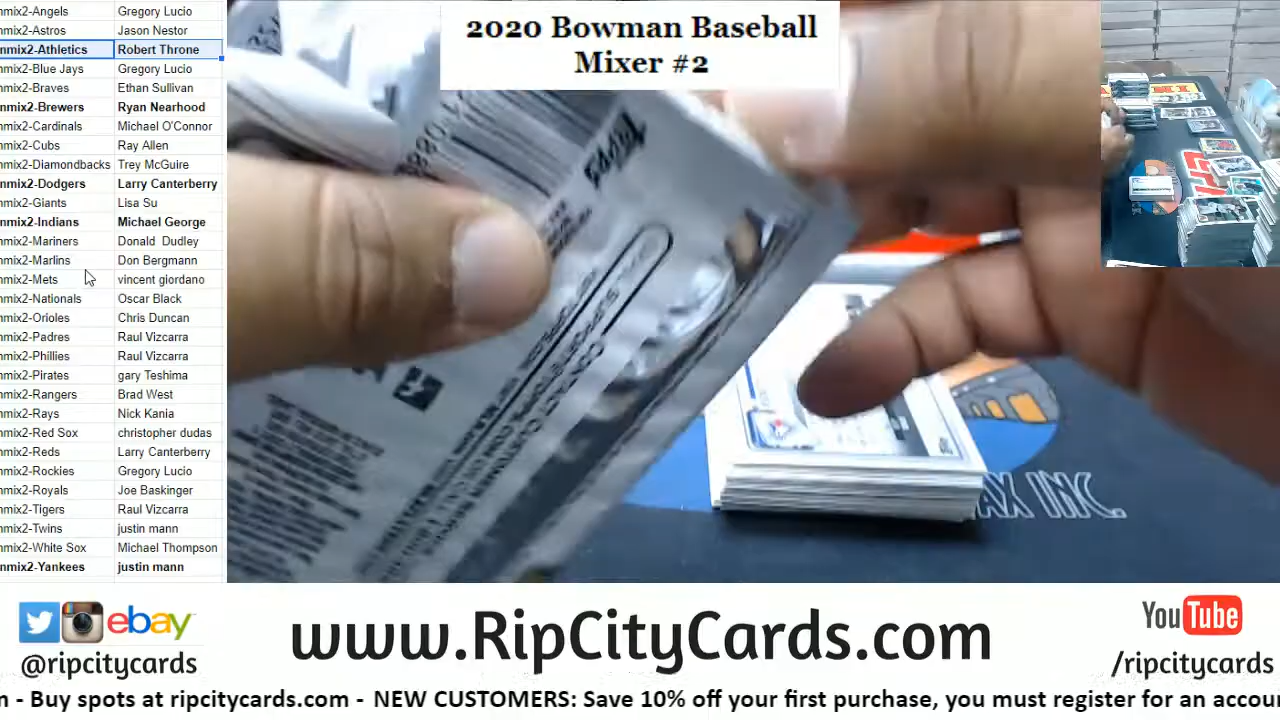 2020 Bowman Baseball
Mixer #2
nmix2-Angels Gregory Lucio
nmix2-Astros Jason Nestor
nmix2-Athletics Robert Throne
nmix2-Blue Jays Gregory Lucio
nmix2-Braves Ethan Sullivan
nmix2-Brewers Ryan Nearhood
nmix2-Cardinals Michael O'Connor
nmix2-Cubs Ray Allen
nmix2-Diamondbacks Trey McGuire
nmix2-Dodgers Larry Canterberry
nmix2-Giants Lisa Su
nmix2-Indians Michael George
nmix2-Mariners Donald Dudley
nmix2-Marlins Don Bergmann
nmix2-Mets vincent giordano
nmix2-Nationals Oscar Black
nmix2-Orioles Chris Duncan
nmix2-Padres Raul Vizcarra
nmix2-Phillies Raul Vizcarra
nmix2-Pirates gary Teshima
nmix2-Rangers Brad West
nmix2-Rays Nick Kania
nmix2-Red Sox christopher dudas
nmix2-Reds Larry Canterberry
nmix2-Rockies Gregory Lucio
nmix2-Royals Joe Baskinger
nmix2-Tigers Raul Vizcarra
nmix2-Twins justin mann
nmix2-White Sox Michael Thompson
nmix2-Yankees justin mann
Topps
AX INC.
ebay
@ripcitycards
www.RipCityCards.com
YouTube
/ripcitycards
n - Buy spots at ripcitycards.com - NEW CUSTOMERS: Save 10% off your first purchase, you must register for an accou